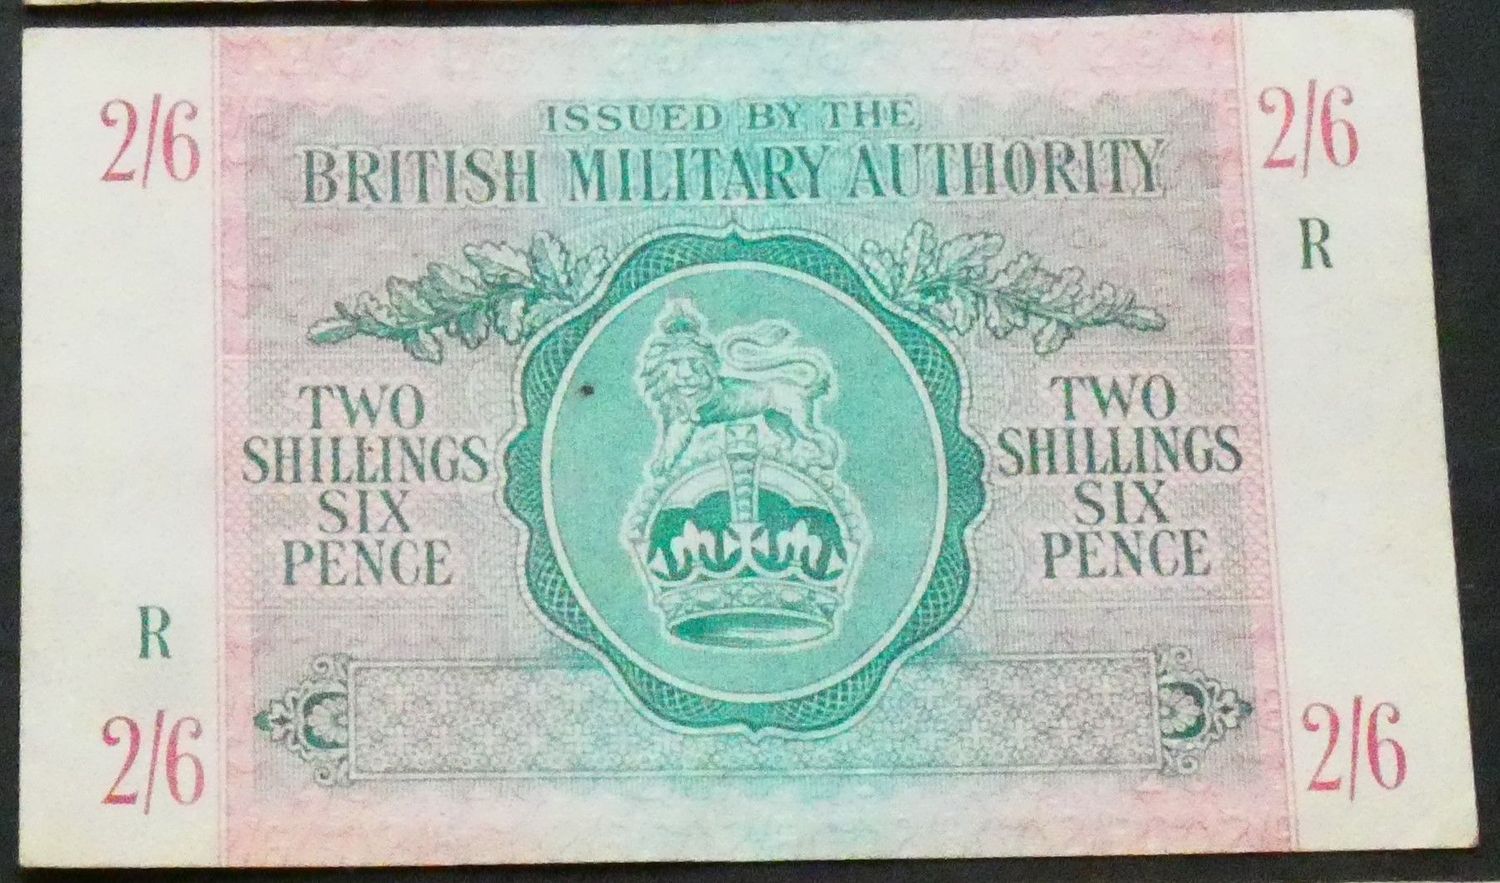 2/6
ISSUED BY THE
BRITISH MILITARY AUTHORITY
2/6
R
TWO
SHILLINGS
SIX
PENCE
TWO
SHILLINGS
SIX
PENCE
R
2/6
2/6